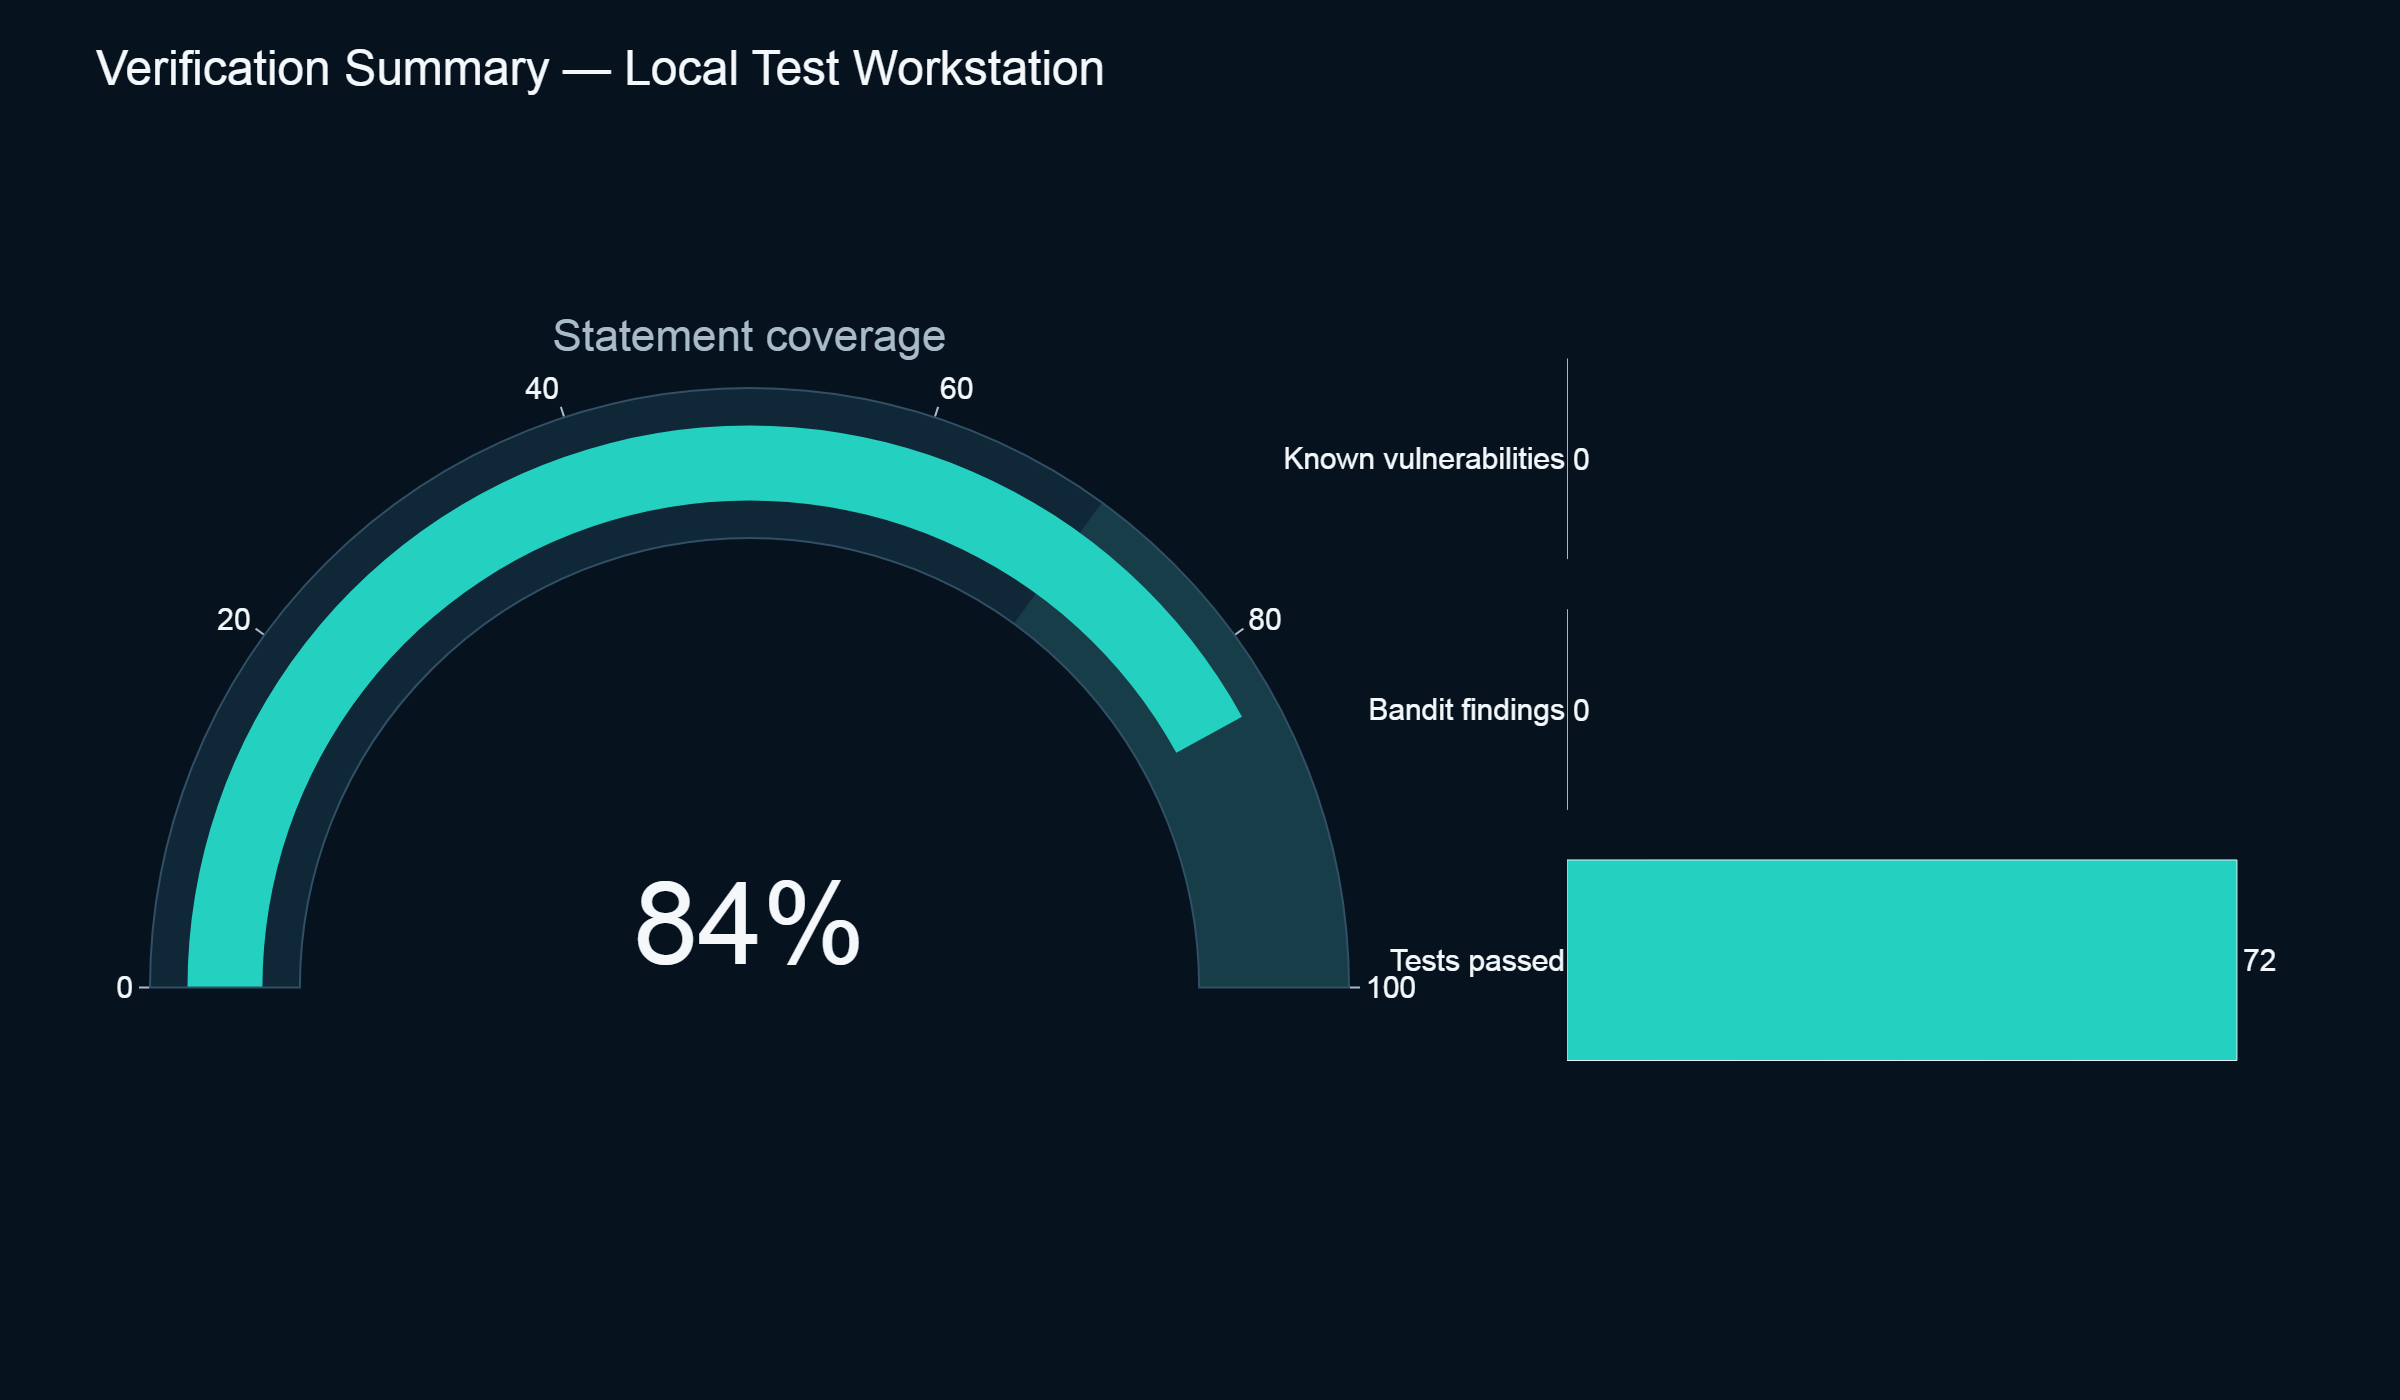 Verification Summary — Local Test Workstation
Statement coverage
0
20
40
60
80
100
84%
Known vulnerabilities 0
Bandit findings 0
Tests passed 72